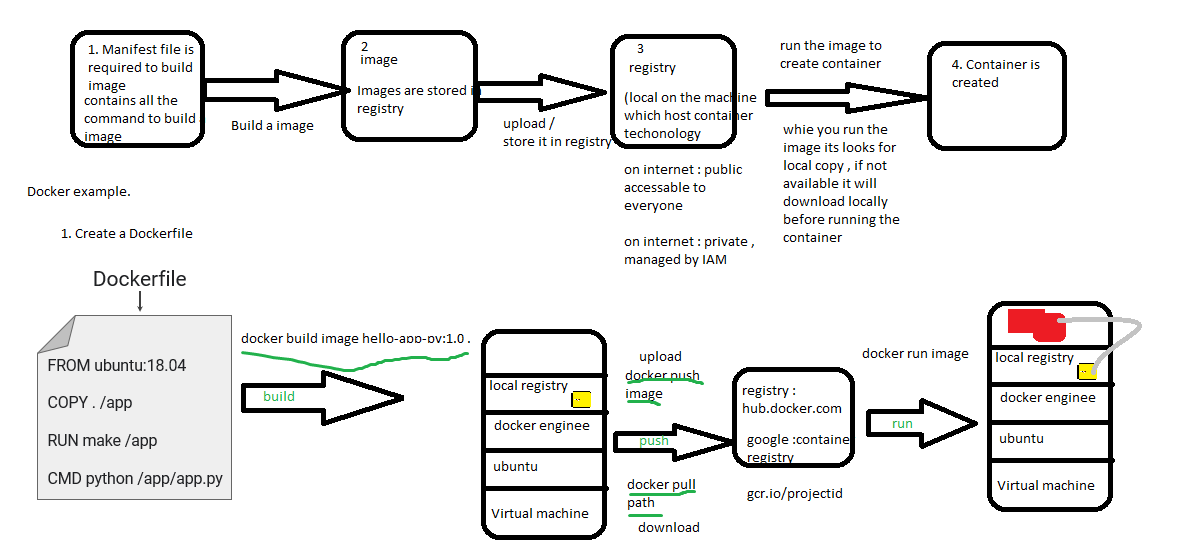 1. Manifest file is
required to build
image
contains all the
command to build
image
Build a image
2
image
Images are stored in
registry
upload /
store it in registry
3
registry
(local on the machine
which host container
techonology
on internet : public
accessable to
everyone
on internet : private ,
managed by IAM
run the image to
create container
whie you run the
image its looks for
local copy , if not
available it will
download locally
before running the
container
4. Container is
created
Docker example.
1. Create a Dockerfile
Dockerfile
FROM ubuntu:18.04
COPY . /app
RUN make /app
CMD python /app/app.py
docker build image hello-app-py:1.0 .
build
local registry
docker enginee
ubuntu
Virtual machine
upload
docker push
image
push
docker pull
path
download
registry :
hub.docker.com
google :containe
registry
gcr.io/projectid
docker run image
run
local registry
docker enginee
ubuntu
Virtual machine